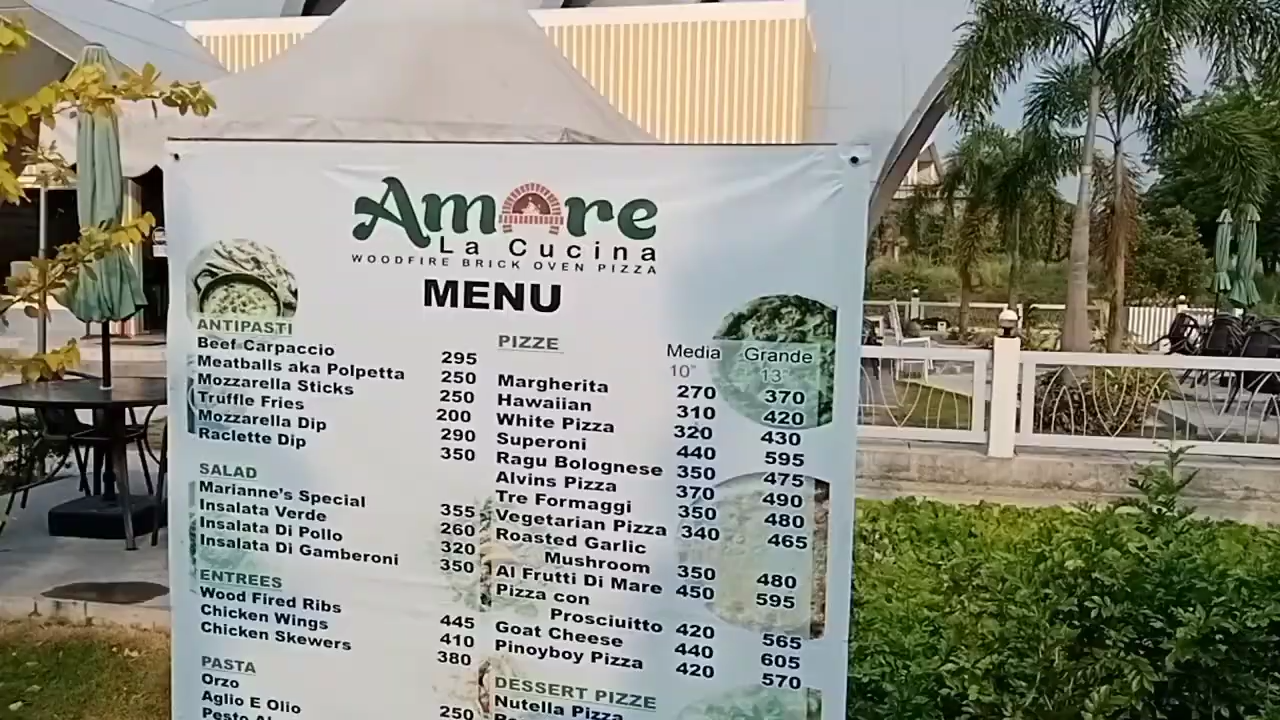 Amore
La Cucina
WOODFIRE BRICK OVEN PIZZA
MENU
ANTIPASTI
Beef Carpaccio 295
Meatballs aka Polpetta 250
Mozzarella Sticks 250
Truffle Fries 200
Mozzarella Dip 290
Raclette Dip 350
SALAD
Marianne's Special 355
Insalata Verde 260
Insalata Di Pollo 320
Insalata Di Gamberoni 350
ENTREES
Wood Fired Ribs 445
Chicken Wings 410
Chicken Skewers 380
PASTA
Orzo 250
Aglio E Olio
Pesto
PIZZE
Media Grande
10" 13"
Margherita 270 370
Hawaiian 310 420
White Pizza 320 430
Superoni 440 595
Ragu Bolognese 350 475
Alvins Pizza 370 490
Tre Formaggi 350 480
Vegetarian Pizza 340 465
Roasted Garlic
Mushroom 350 480
Al Frutti Di Mare 450 595
Pizza con
Prosciuitto 420 565
Goat Cheese 440 605
Pinoyboy Pizza 420 570
DESSERT PIZZE
Nutella Pizza